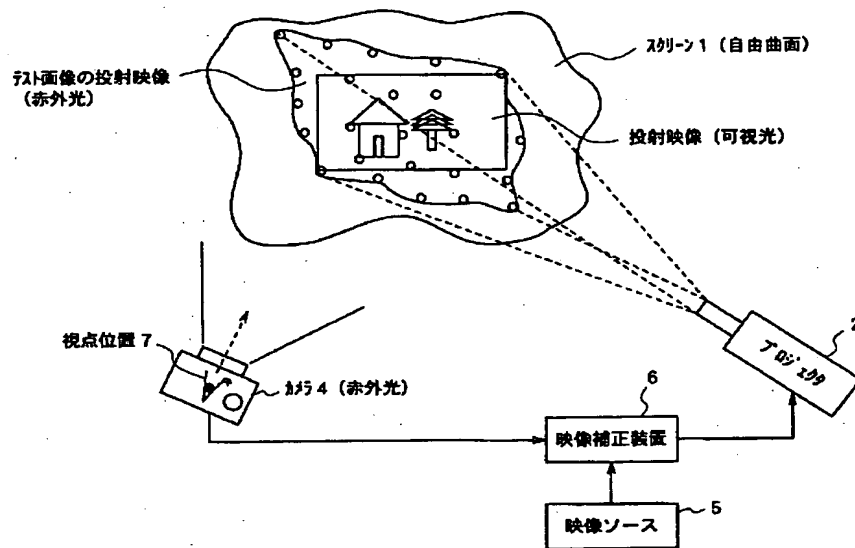 スクリーン1 (自由曲面)
テスト画像の投射映像
(赤外光)
投射映像 (可視光)
視点位置7
カメラ4 (赤外光)
2
プロジェクタ
6
映像補正装置
5
映像ソース